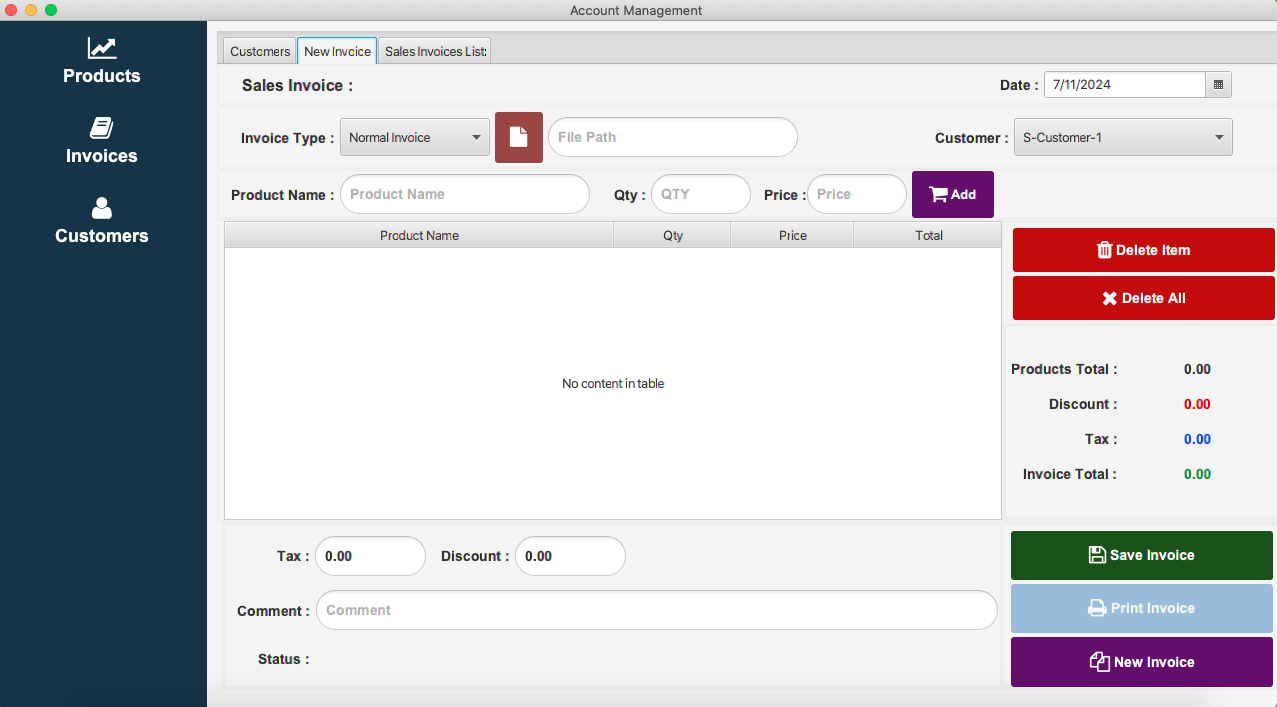 Account Management
Products
Invoices
Customers
Customers New Invoice Sales Invoices List:
Sales Invoice : Date : 7/11/2024
Invoice Type : Normal Invoice File Path Customer : S-Customer-1
Product Name : Product Name Qty : QTY Price : Price Add
Product Name Qty Price Total
No content in table
Delete Item
Delete All
Products Total : 0.00
Discount : 0.00
Tax : 0.00
Invoice Total : 0.00
Tax : 0.00 Discount : 0.00
Comment : Comment
Status :
Save Invoice
Print Invoice
New Invoice